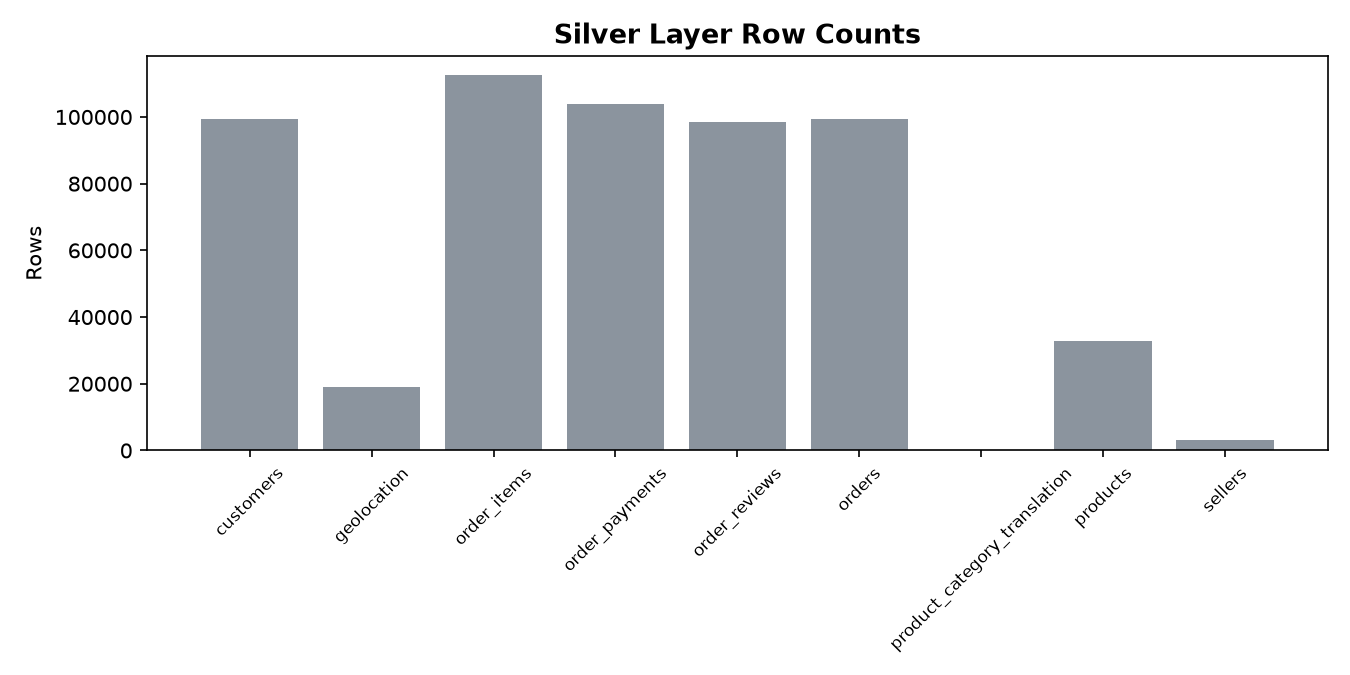 Silver Layer Row Counts
Rows
100000
80000
60000
40000
20000
0
customers
geolocation
order_items
order_payments
order_reviews
orders
product_category_translation
products
sellers